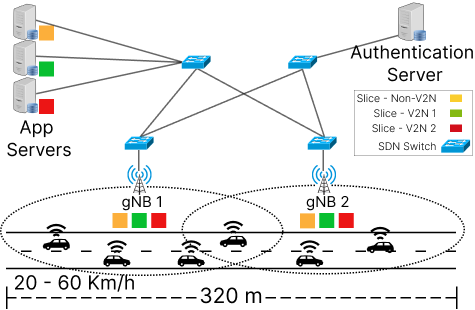 App
Servers
Authentication
Server
Slice - Non-V2N
Slice - V2N 1
Slice - V2N 2
SDN Switch
gNB 1
gNB 2
20 - 60 Km/h
320 m